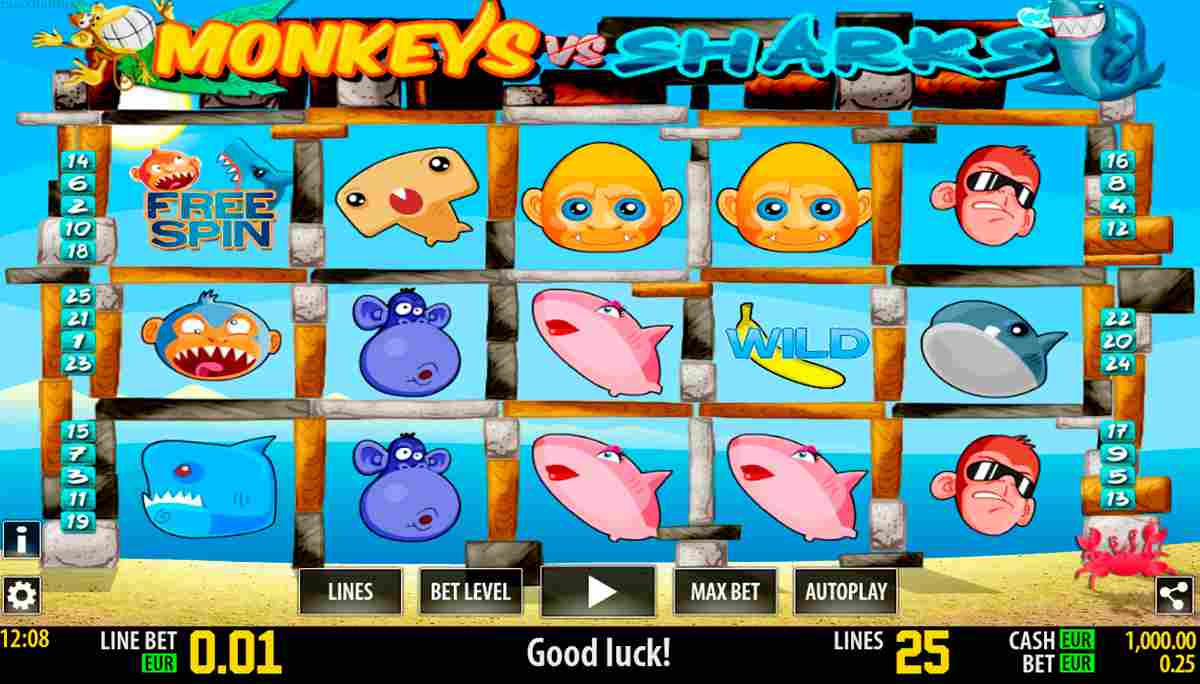 MONKEYS VS SHARKS
FREE
SPIN
14
6
2
10
18
16
8
4
12
25
21
1
23
WILD
22
20
24
15
7
3
11
19
17
9
5
13
i
LINES
BET LEVEL
MAX BET
AUTOPLAY
12:08
LINE BET
EUR
0.01
Good luck!
LINES
25
CASH EUR 1,000.00
BET EUR 0.25